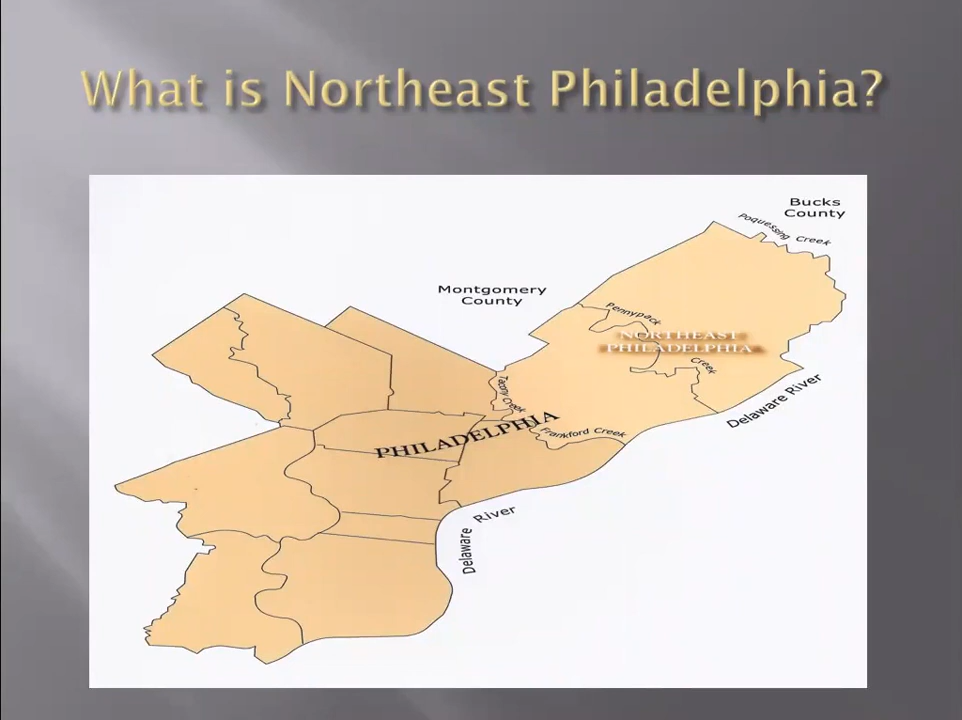 What is Northeast Philadelphia?
Bucks
County
Poquessing Creek
Montgomery
County
Pennypack
Creek
NORTHEAST
PHILADELPHIA
Tacony Creek
PHILADELPHIA
Frankford Creek
Delaware River
Delaware River